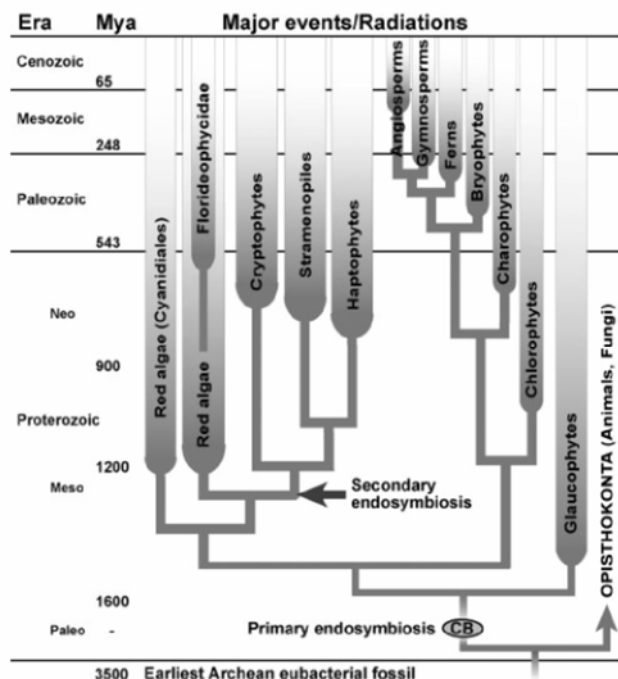 Era Mya Major events/Radiations
Cenozoic
65
Mesozoic
248
Paleozoic
543
Neo
900
Proterozoic
1200
Meso
1600
Paleo -
3500 Earliest Archean eubacterial fossil
Red algae (Cyanidiales)
Florideophycidae
Red algae
Cryptophytes
Stramenopiles
Haptophytes
Angiosperms
Gymnosperms
Ferns
Bryophytes
Charophytes
Chlorophytes
Glaucophytes
OPISTHOKONTA (Animals, Fungi)
Secondary
endosymbiosis
Primary endosymbiosis CB